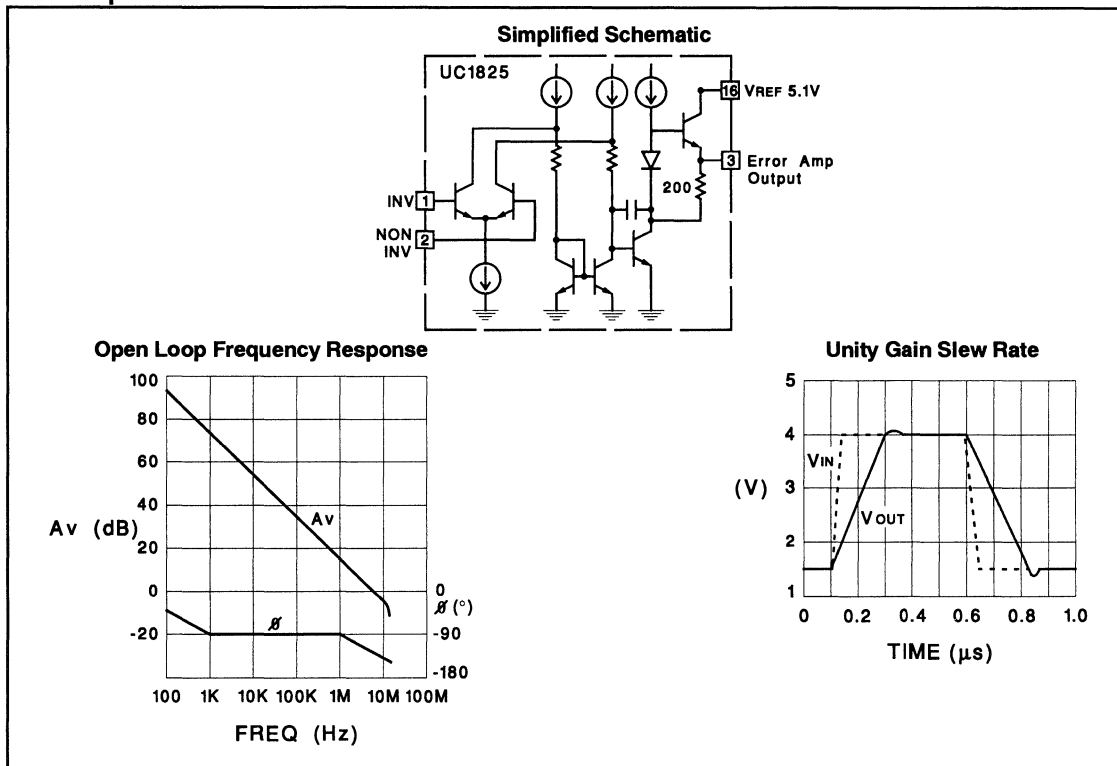 Simplified Schematic
UC1825
16 VREF 5.1V
3 Error Amp
Output
200
INV 1
NON 2
INV
Open Loop Frequency Response
100
80
60
40
20
0
-20
Av (dB)
Av
ø
0
ø (°)
-90
-180
100 1K 10K 100K 1M 10M 100M
FREQ (Hz)
Unity Gain Slew Rate
5
4
3
2
1
(V)
VIN
VOUT
0 0.2 0.4 0.6 0.8 1.0
TIME (µs)